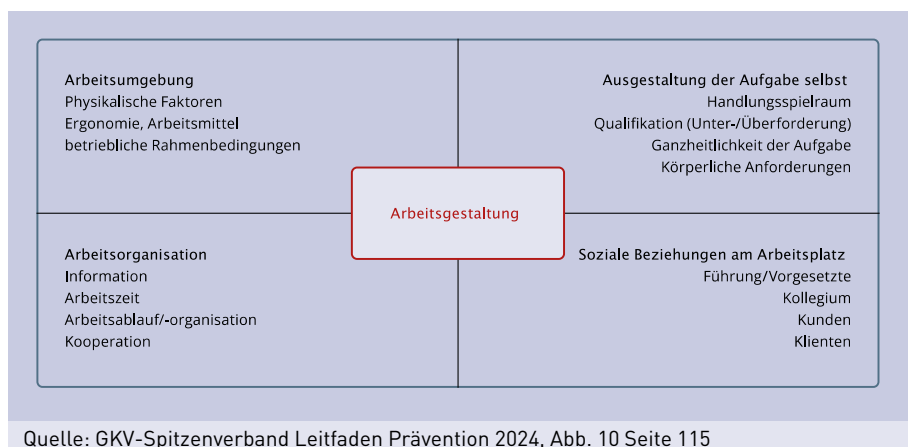 Arbeitsumgebung
Physikalische Faktoren
Ergonomie, Arbeitsmittel
betriebliche Rahmenbedingungen
Ausgestaltung der Aufgabe selbst
Handlungsspielraum
Qualifikation (Unter-/Überforderung)
Ganzheitlichkeit der Aufgabe
Körperliche Anforderungen
Arbeitsgestaltung
Arbeitsorganisation
Information
Arbeitszeit
Arbeitsablauf/-organisation
Kooperation
Soziale Beziehungen am Arbeitsplatz
Führung/Vorgesetzte
Kollegium
Kunden
Klienten
Quelle: GKV-Spitzenverband Leitfaden Prävention 2024, Abb. 10 Seite 115